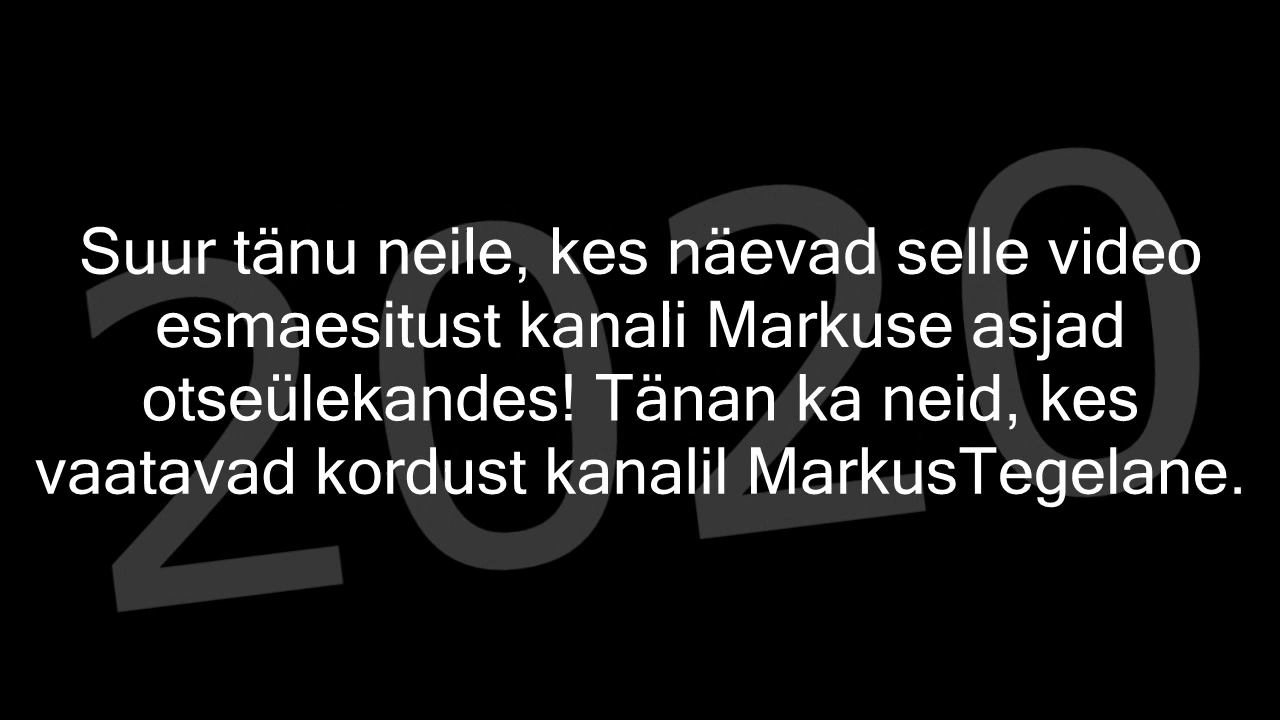 2020
Suur tänu neile, kes näevad selle video
esmaesitust kanali Markuse asjad
otseülekandes! Tänan ka neid, kes
vaatavad kordust kanalil MarkusTegelane.